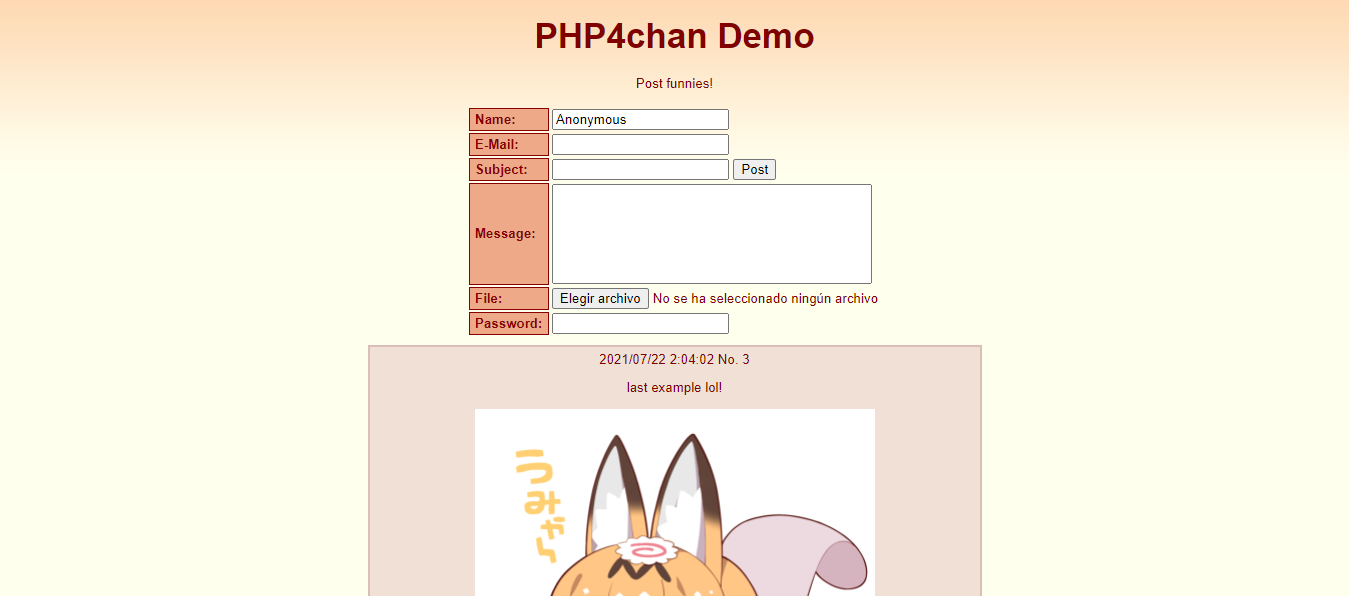 PHP4chan Demo
Post funnies!
Name: Anonymous
E-Mail:
Subject: Post
Message:
File: Elegir archivo No se ha seleccionado ningún archivo
Password:
2021/07/22 2:04:02 No. 3
last example lol!
うみゃら